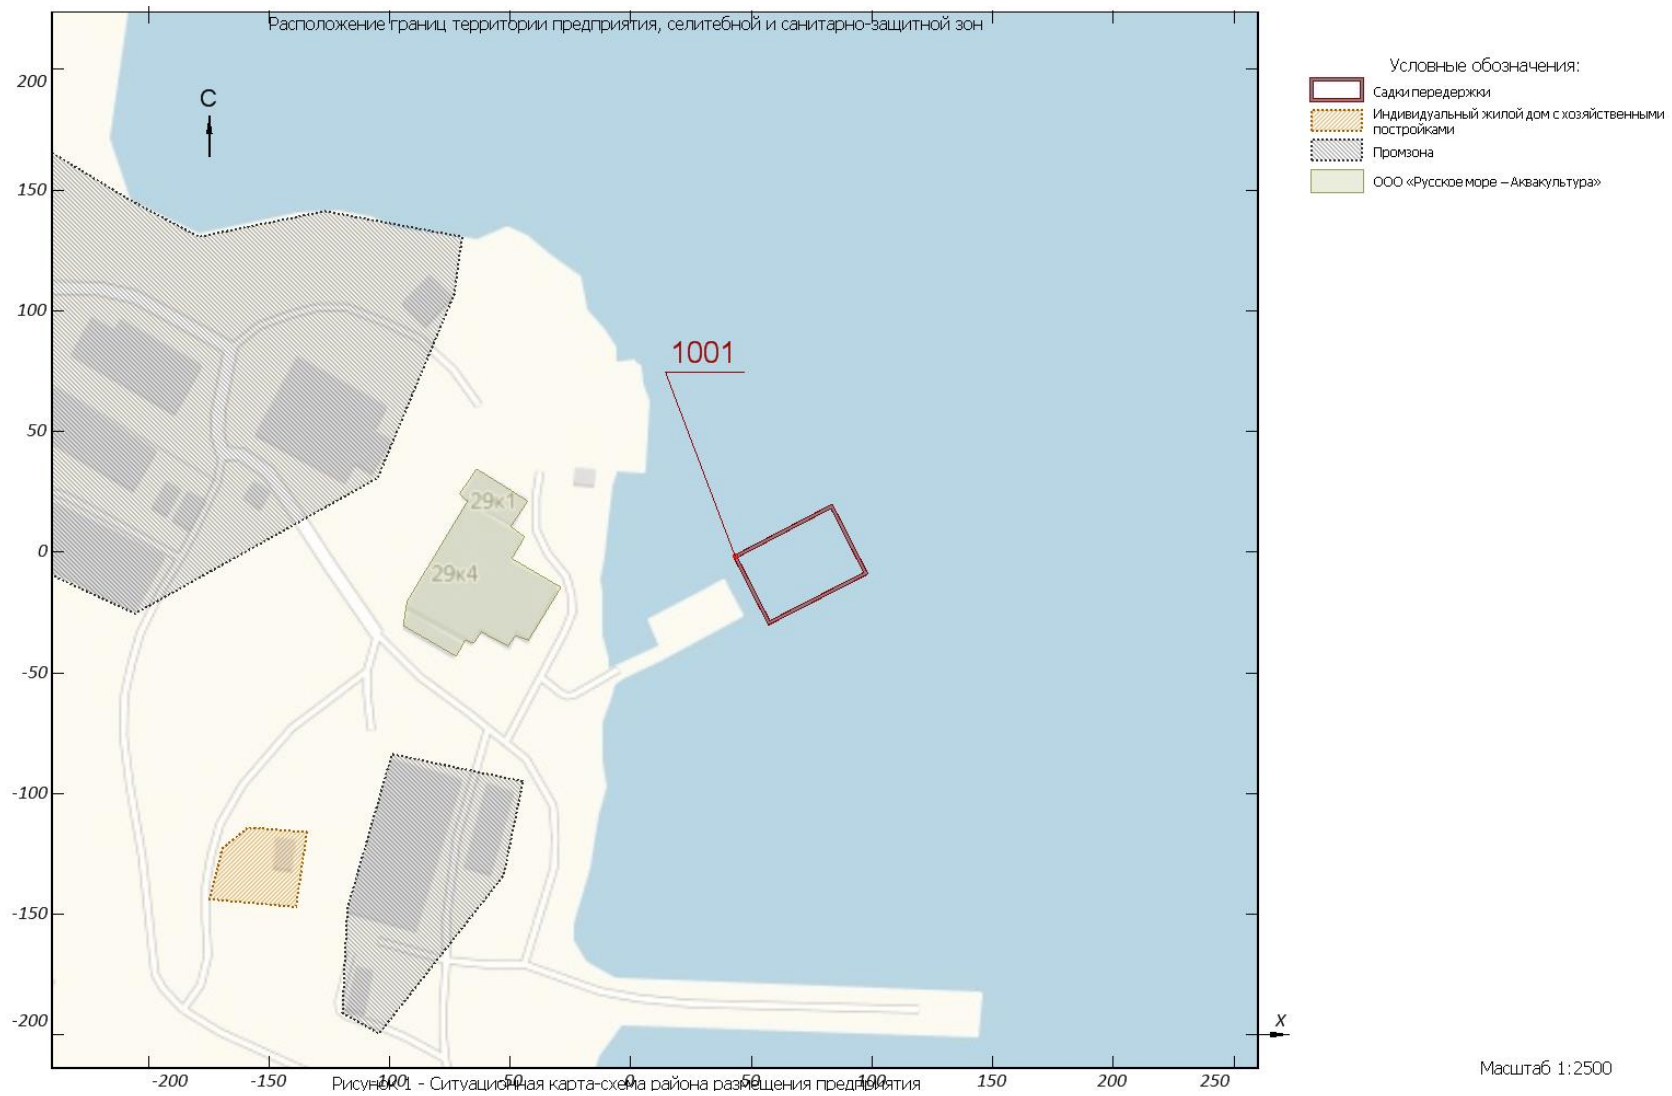 Расположение границ территории предприятия, селитебной и санитарно-защитной зон
Условные обозначения:
Садки передержки
Индивидуальный жилой дом с хозяйственными
постройками
Промзона
ООО «Русское море – Аквакультура»
С
200
150
100
50
0
-50
-100
-150
-200
1001
29к1
29к4
X
-200 -150 -100 -50 0 50 100 150 200 250
Рисунок 1 - Ситуационная карта-схема района размещения предприятия
Масштаб 1:2500